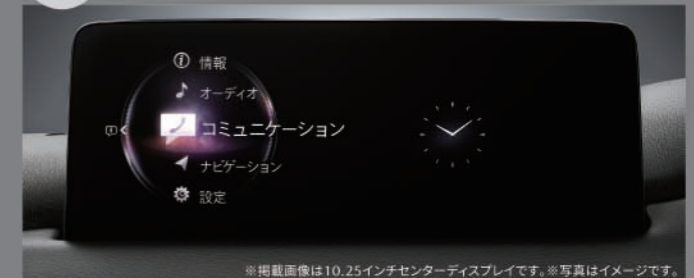 情報
オーディオ
コミュニケーション
ナビゲーション
設定
※掲載画像は10.25インチセンターディスプレイです。※写真はイメージです。